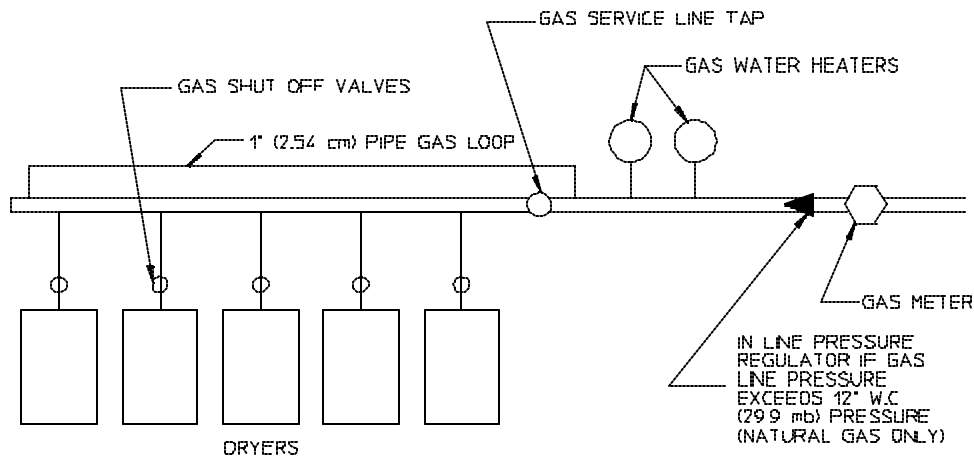 GAS SERVICE LINE TAP
GAS WATER HEATERS
GAS SHUT OFF VALVES
1" (2.54 cm) PIPE GAS LOOP
GAS METER
IN LINE PRESSURE
REGULATOR IF GAS
LINE PRESSURE
EXCEEDS 12" W.C
(29.9 mb) PRESSURE
(NATURAL GAS ONLY)
DRYERS